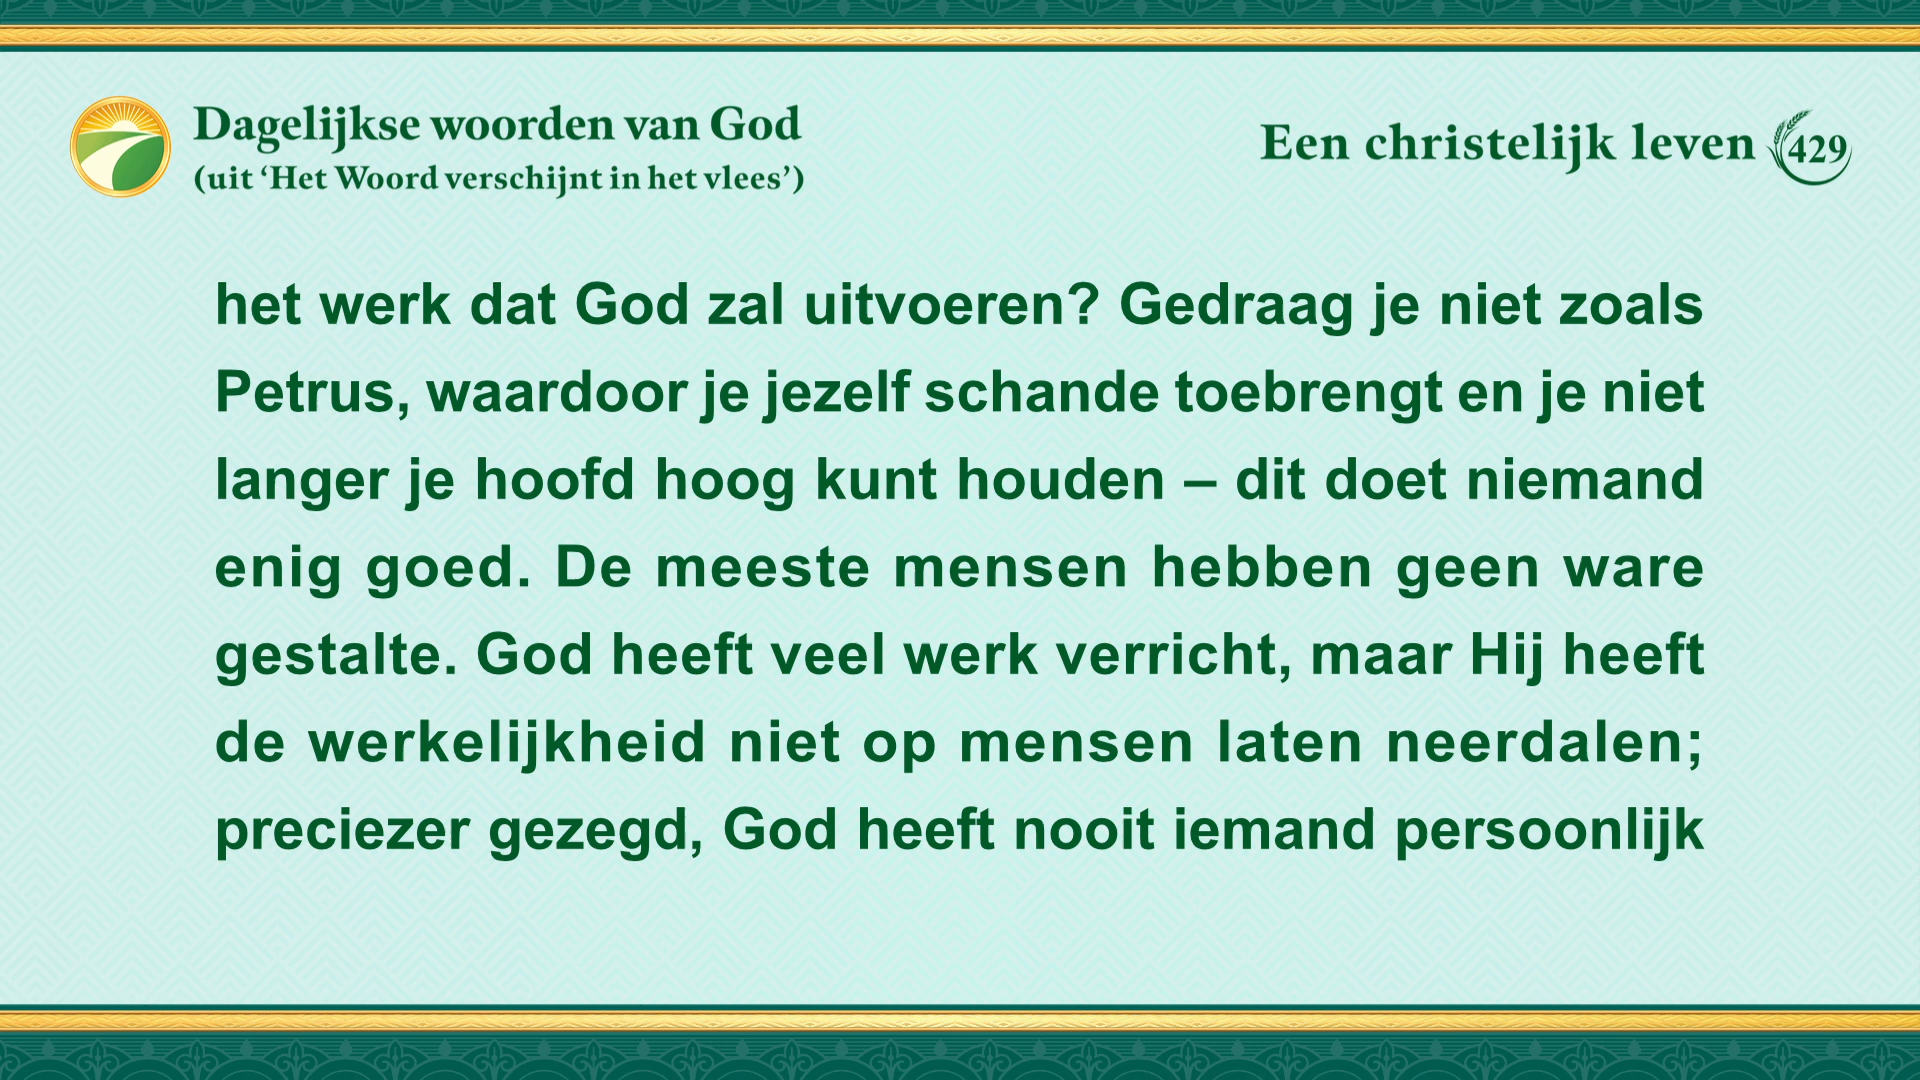 Dagelijkse woorden van God
(uit ‘Het Woord verschijnt in het vlees’)
Een christelijk leven 429
het werk dat God zal uitvoeren? Gedraag je niet zoals
Petrus, waardoor je jezelf schande toebrengt en je niet
langer je hoofd hoog kunt houden – dit doet niemand
enig goed. De meeste mensen hebben geen ware
gestalte. God heeft veel werk verricht, maar Hij heeft
de werkelijkheid niet op mensen laten neerdalen;
preciezer gezegd, God heeft nooit iemand persoonlijk